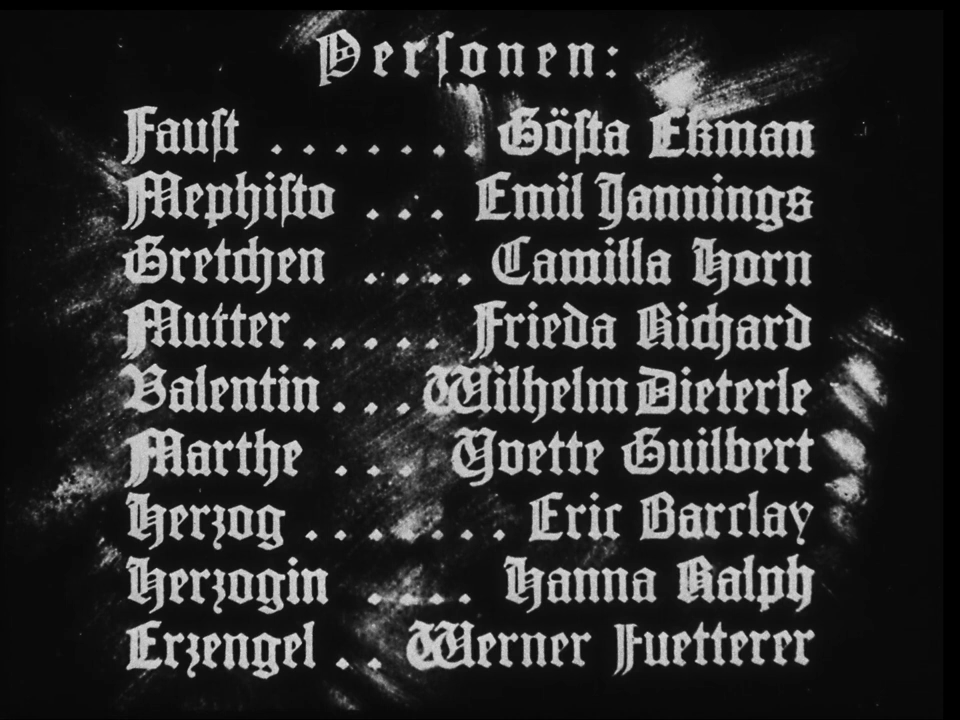 Personen:
Fauſt ....... Göſta Ekman
Mephiſto ... Emil Jannings
Gretchen .... Camilla Horn
Mutter ..... Frieda Richard
Valentin ... Wilhelm Dieterle
Marthe ... Yvette Guilbert
Herzog ....... Eric Barclay
Herzogin .... Hanna Ralph
Erzengel .. Werner Fuetterer